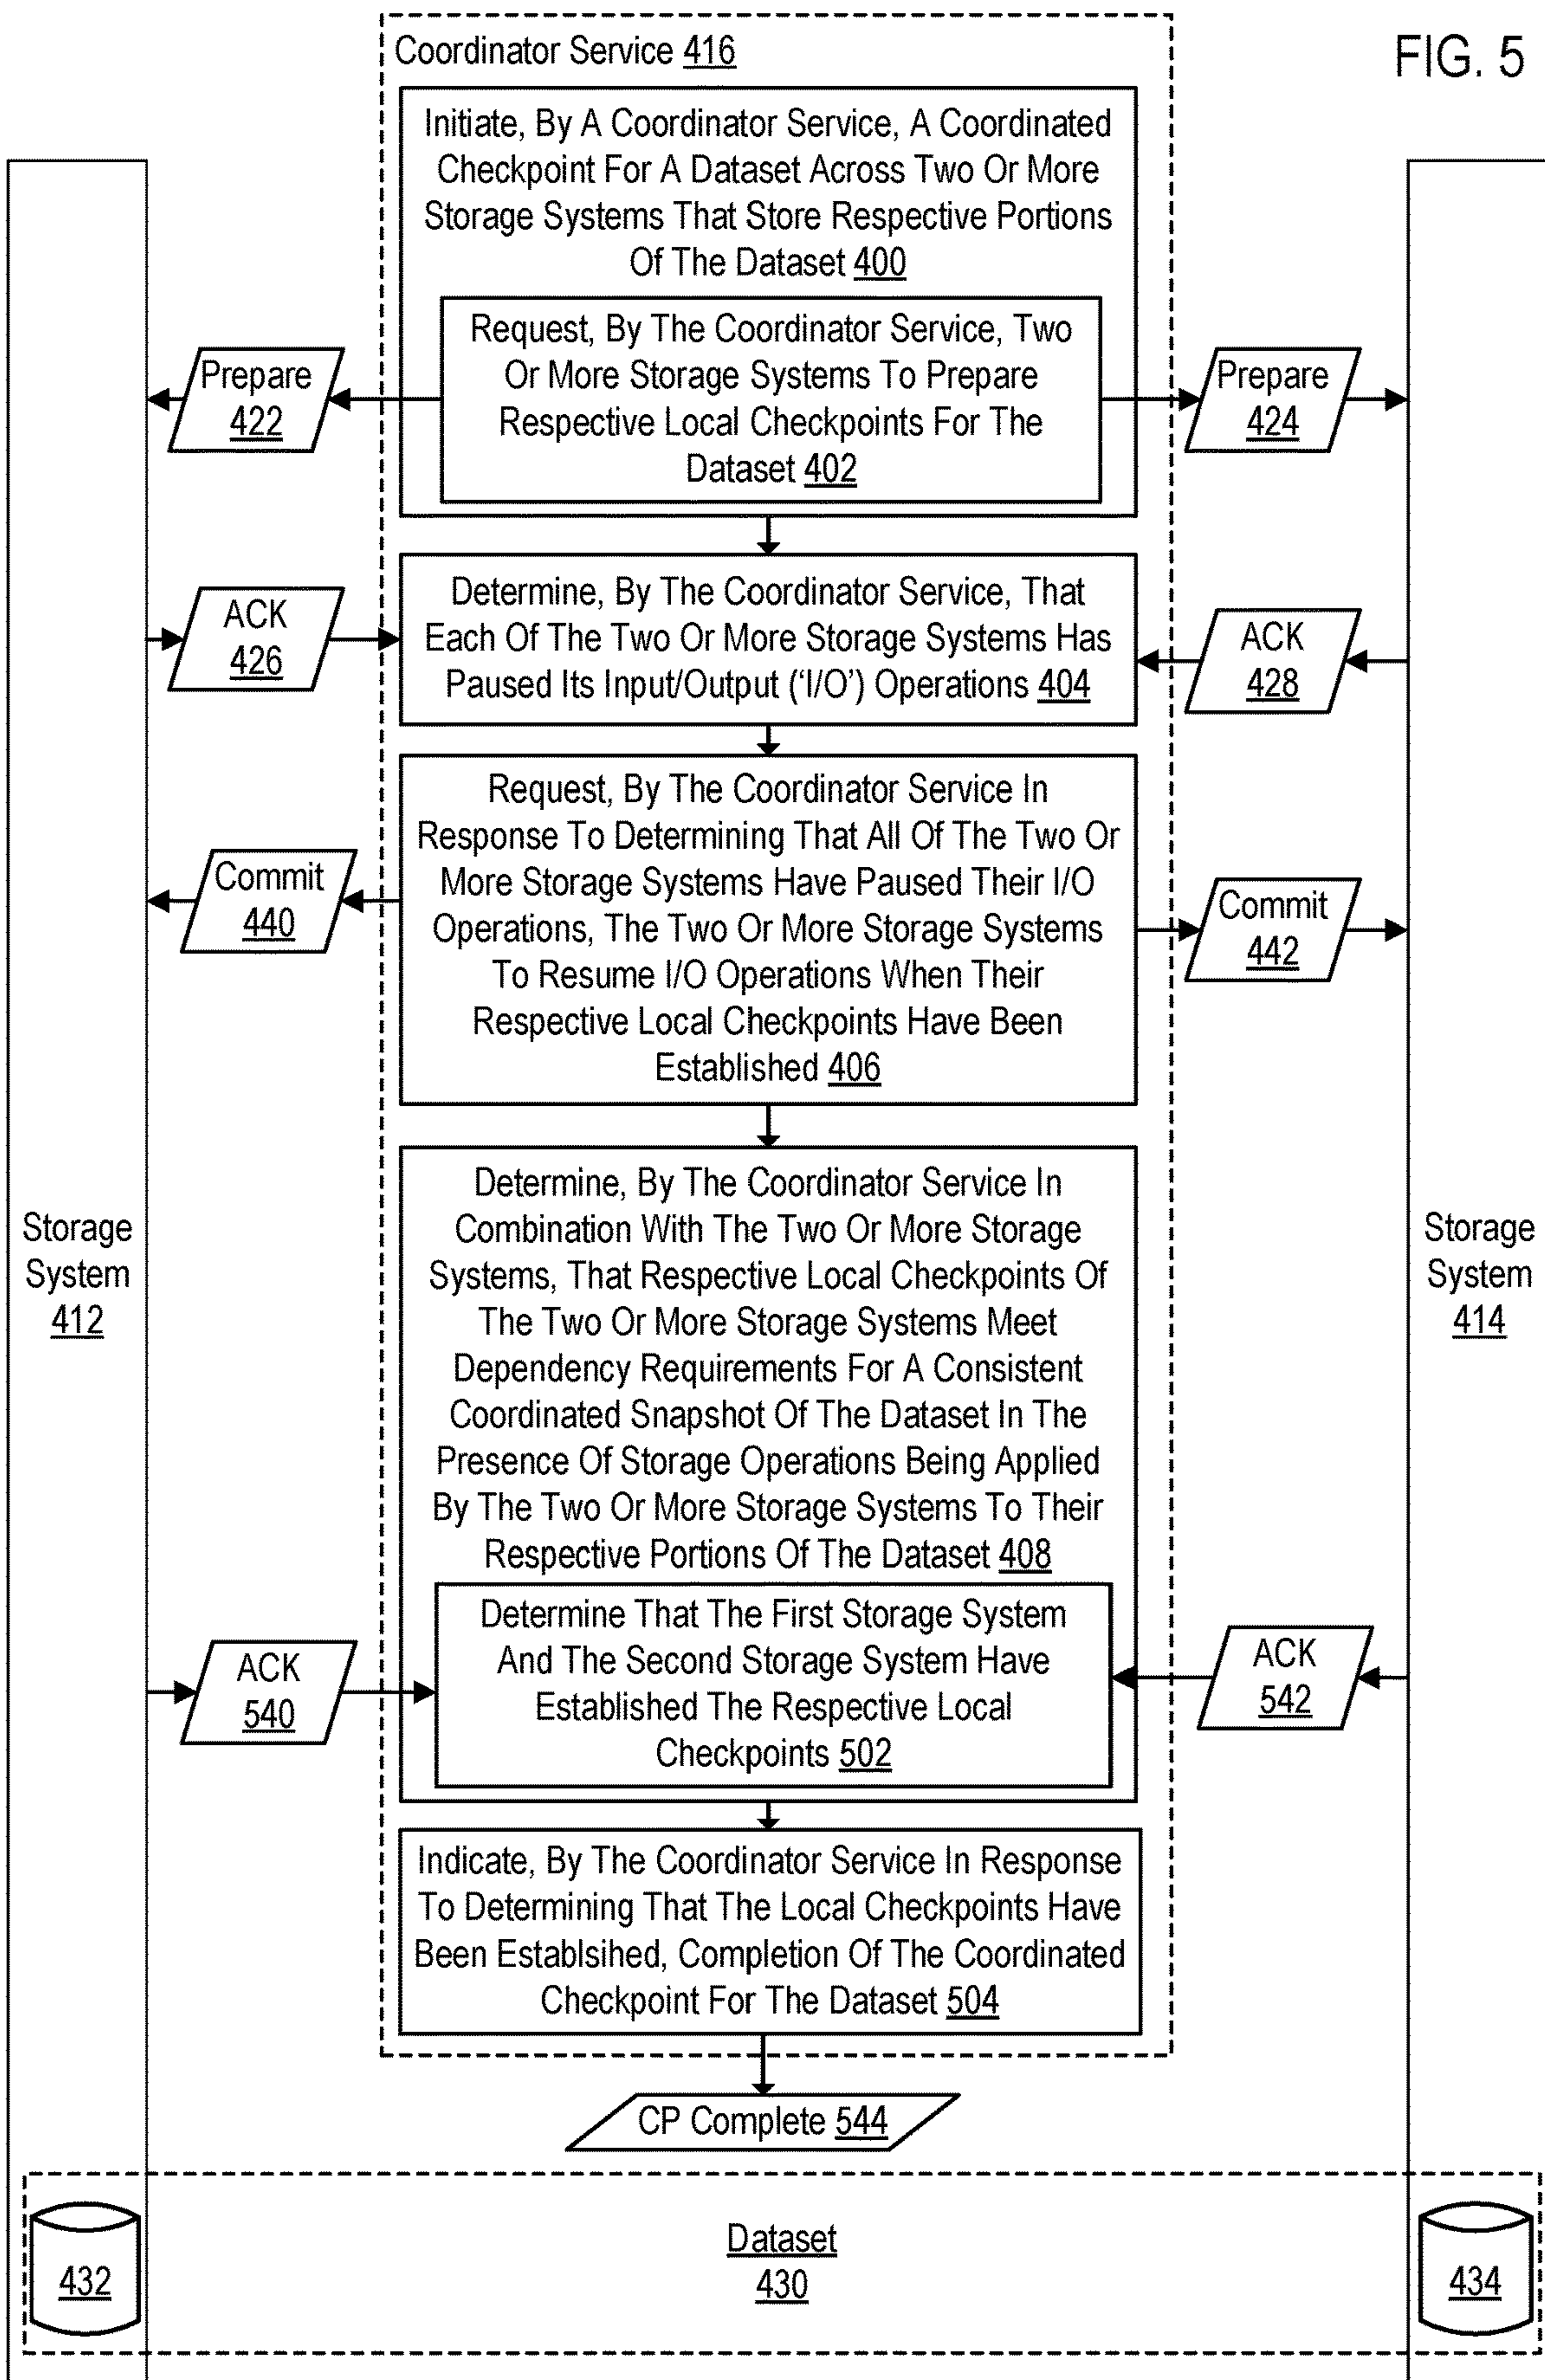 FIG. 5
Coordinator Service 416
Initiate, By A Coordinator Service, A Coordinated
Checkpoint For A Dataset Across Two Or More
Storage Systems That Store Respective Portions
Of The Dataset 400
Request, By The Coordinator Service, Two
Or More Storage Systems To Prepare
Respective Local Checkpoints For The
Dataset 402
Prepare
422
Prepare
424
Determine, By The Coordinator Service, That
Each Of The Two Or More Storage Systems Has
Paused Its Input/Output (‘I/O’) Operations 404
ACK
426
ACK
428
Request, By The Coordinator Service In
Response To Determining That All Of The Two Or
More Storage Systems Have Paused Their I/O
Operations, The Two Or More Storage Systems
To Resume I/O Operations When Their
Respective Local Checkpoints Have Been
Established 406
Commit
440
Commit
442
Storage
System
412
Determine, By The Coordinator Service In
Combination With The Two Or More Storage
Systems, That Respective Local Checkpoints Of
The Two Or More Storage Systems Meet
Dependency Requirements For A Consistent
Coordinated Snapshot Of The Dataset In The
Presence Of Storage Operations Being Applied
By The Two Or More Storage Systems To Their
Respective Portions Of The Dataset 408
Storage
System
414
Determine That The First Storage System
And The Second Storage System Have
Established The Respective Local
Checkpoints 502
ACK
540
ACK
542
Indicate, By The Coordinator Service In Response
To Determining That The Local Checkpoints Have
Been Establsihed, Completion Of The Coordinated
Checkpoint For The Dataset 504
CP Complete 544
432
Dataset
430
434